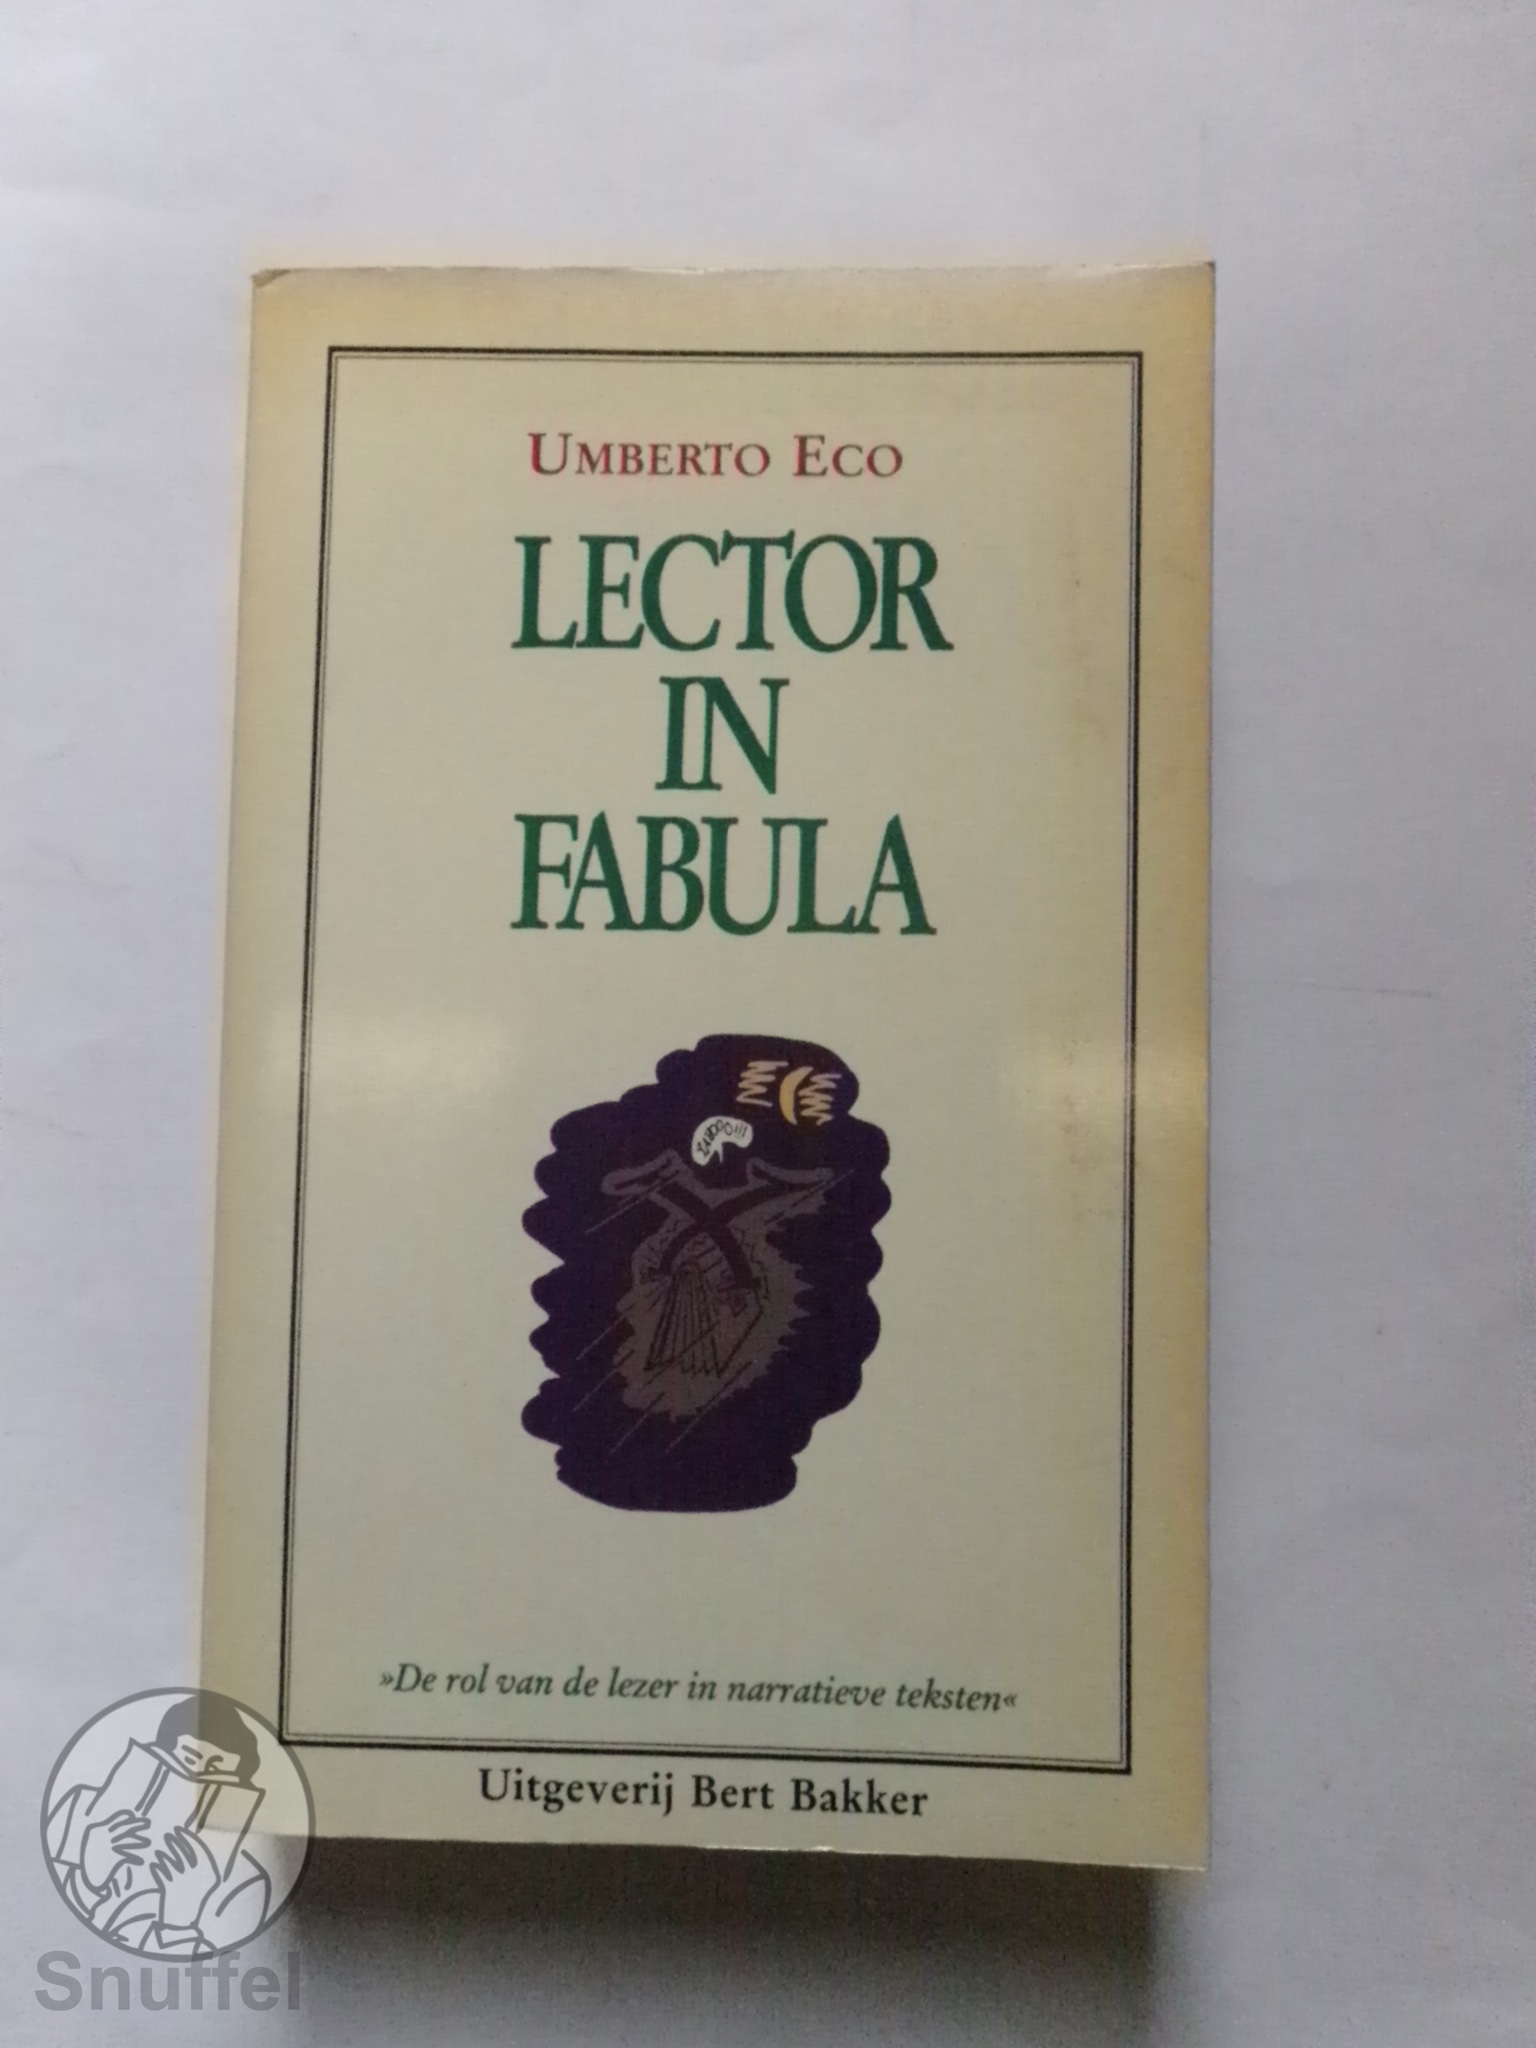 UMBERTO ECO
LECTOR
IN
FABULA
»De rol van de lezer in narratieve teksten«
Uitgeverij Bert Bakker
Snuffel